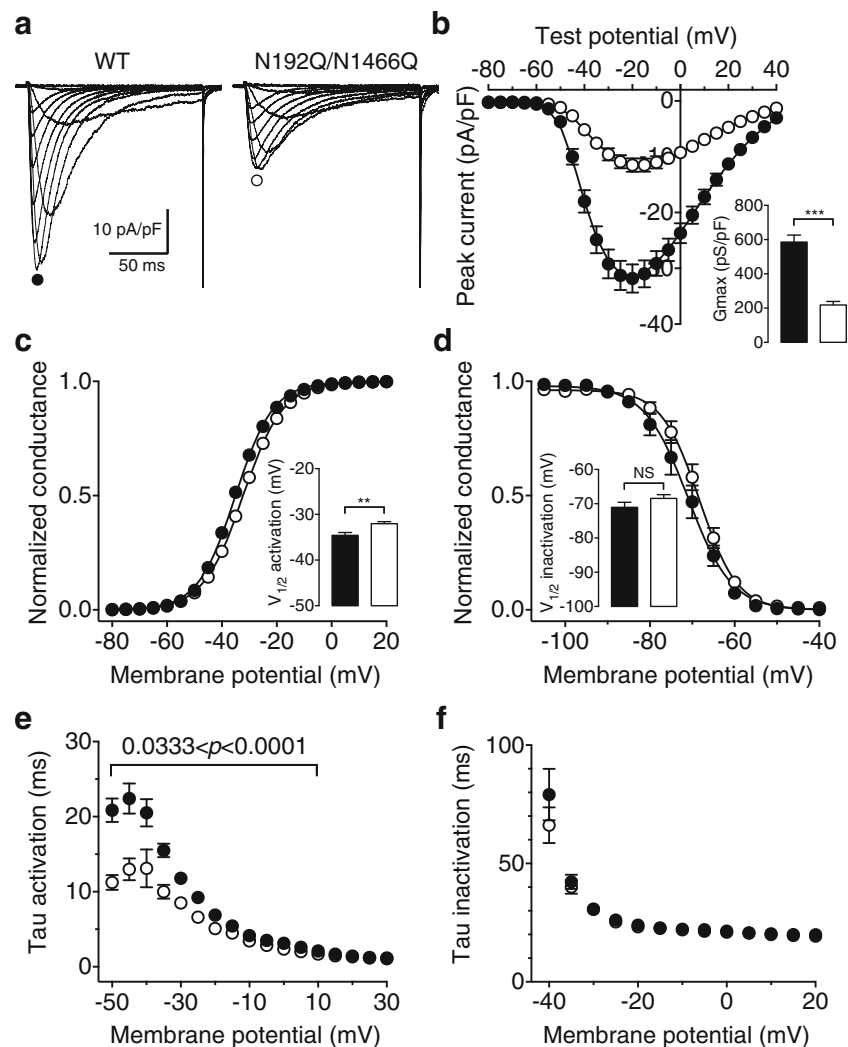 a
WT
N192Q/N1466Q
10 pA/pF
50 ms
b
Test potential (mV)
-80 -60 -40 -20 0 20 40
Peak current (pA/pF)
0
-10
-20
-30
-40
Gmax (pS/pF)
800
600
400
200
0
***
c
Normalized conductance
1.0
0.5
0.0
-80 -60 -40 -20 0 20
Membrane potential (mV)
V1/2 activation (mV)
-20
-30
-40
-50
**
d
Normalized conductance
1.0
0.5
0.0
-100 -80 -60 -40
Membrane potential (mV)
V1/2 inactivation (mV)
-60
-70
-80
-90
-100
NS
e
Tau activation (ms)
30
20
10
0
0.0333<p<0.0001
-50 -30 -10 10 30
Membrane potential (mV)
f
Tau inactivation (ms)
100
50
0
-40 -20 0 20
Membrane potential (mV)